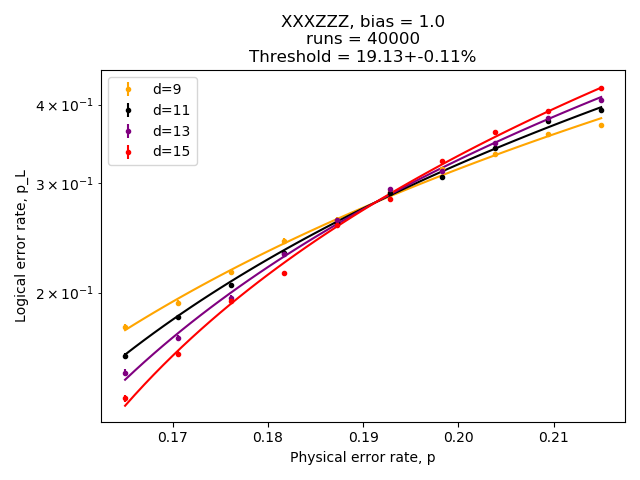 XXXZZZ, bias = 1.0
runs = 40000
Threshold = 19.13+-0.11%
d=9
d=11
d=13
d=15
4 × 10⁻¹
3 × 10⁻¹
2 × 10⁻¹
Logical error rate, p_L
0.17 0.18 0.19 0.20 0.21
Physical error rate, p